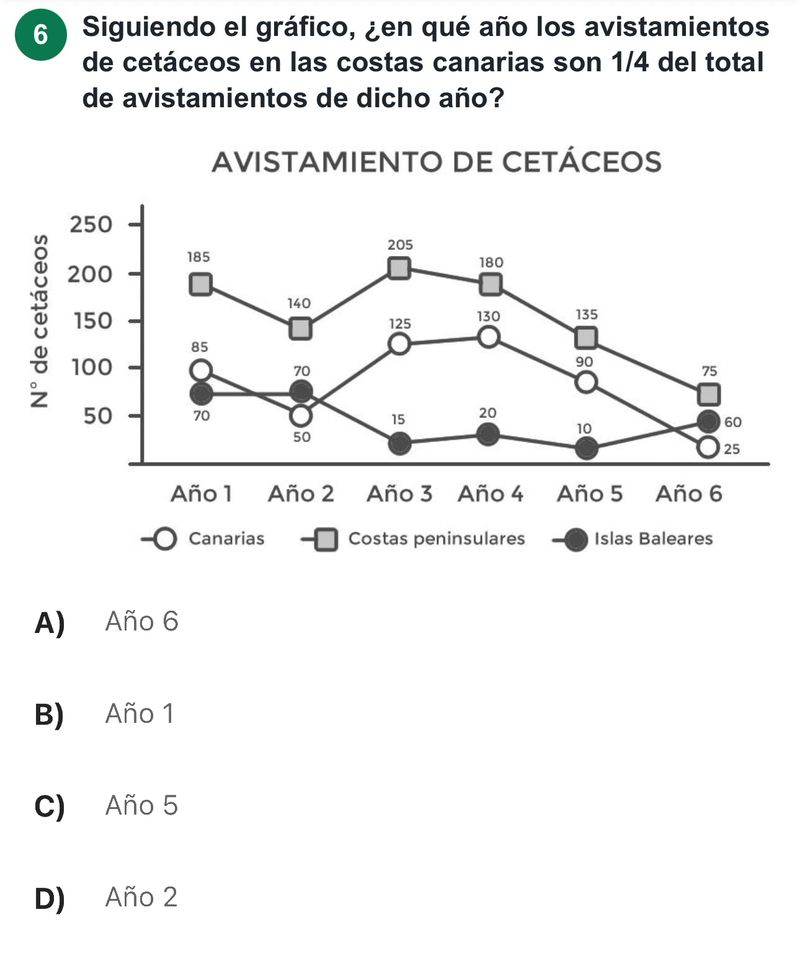 6 Siguiendo el gráfico, ¿en qué año los avistamientos
de cetáceos en las costas canarias son 1/4 del total
de avistamientos de dicho año?
AVISTAMIENTO DE CETÁCEOS
N° de cetáceos
250
200
150
100
50
185
140
205
180
135
75
85
50
125
130
90
25
70
70
15
20
10
60
Año 1 Año 2 Año 3 Año 4 Año 5 Año 6
Canarias Costas peninsulares Islas Baleares
A) Año 6
B) Año 1
C) Año 5
D) Año 2